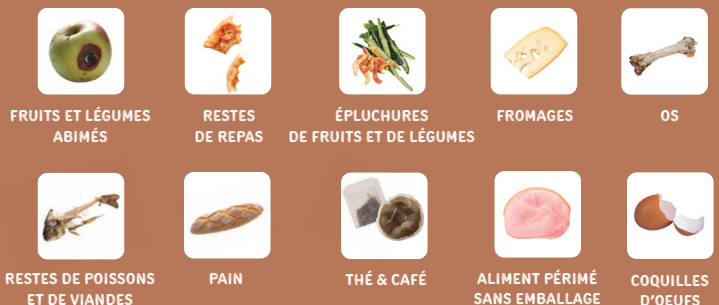 FRUITS ET LÉGUMES
ABIMÉS
RESTES
DE REPAS
ÉPLUCHURES
DE FRUITS ET DE LÉGUMES
FROMAGES
OS
RESTES DE POISSONS
ET DE VIANDES
PAIN
THÉ & CAFÉ
ALIMENT PÉRIMÉ
SANS EMBALLAGE
COQUILLES
D'OEUFS